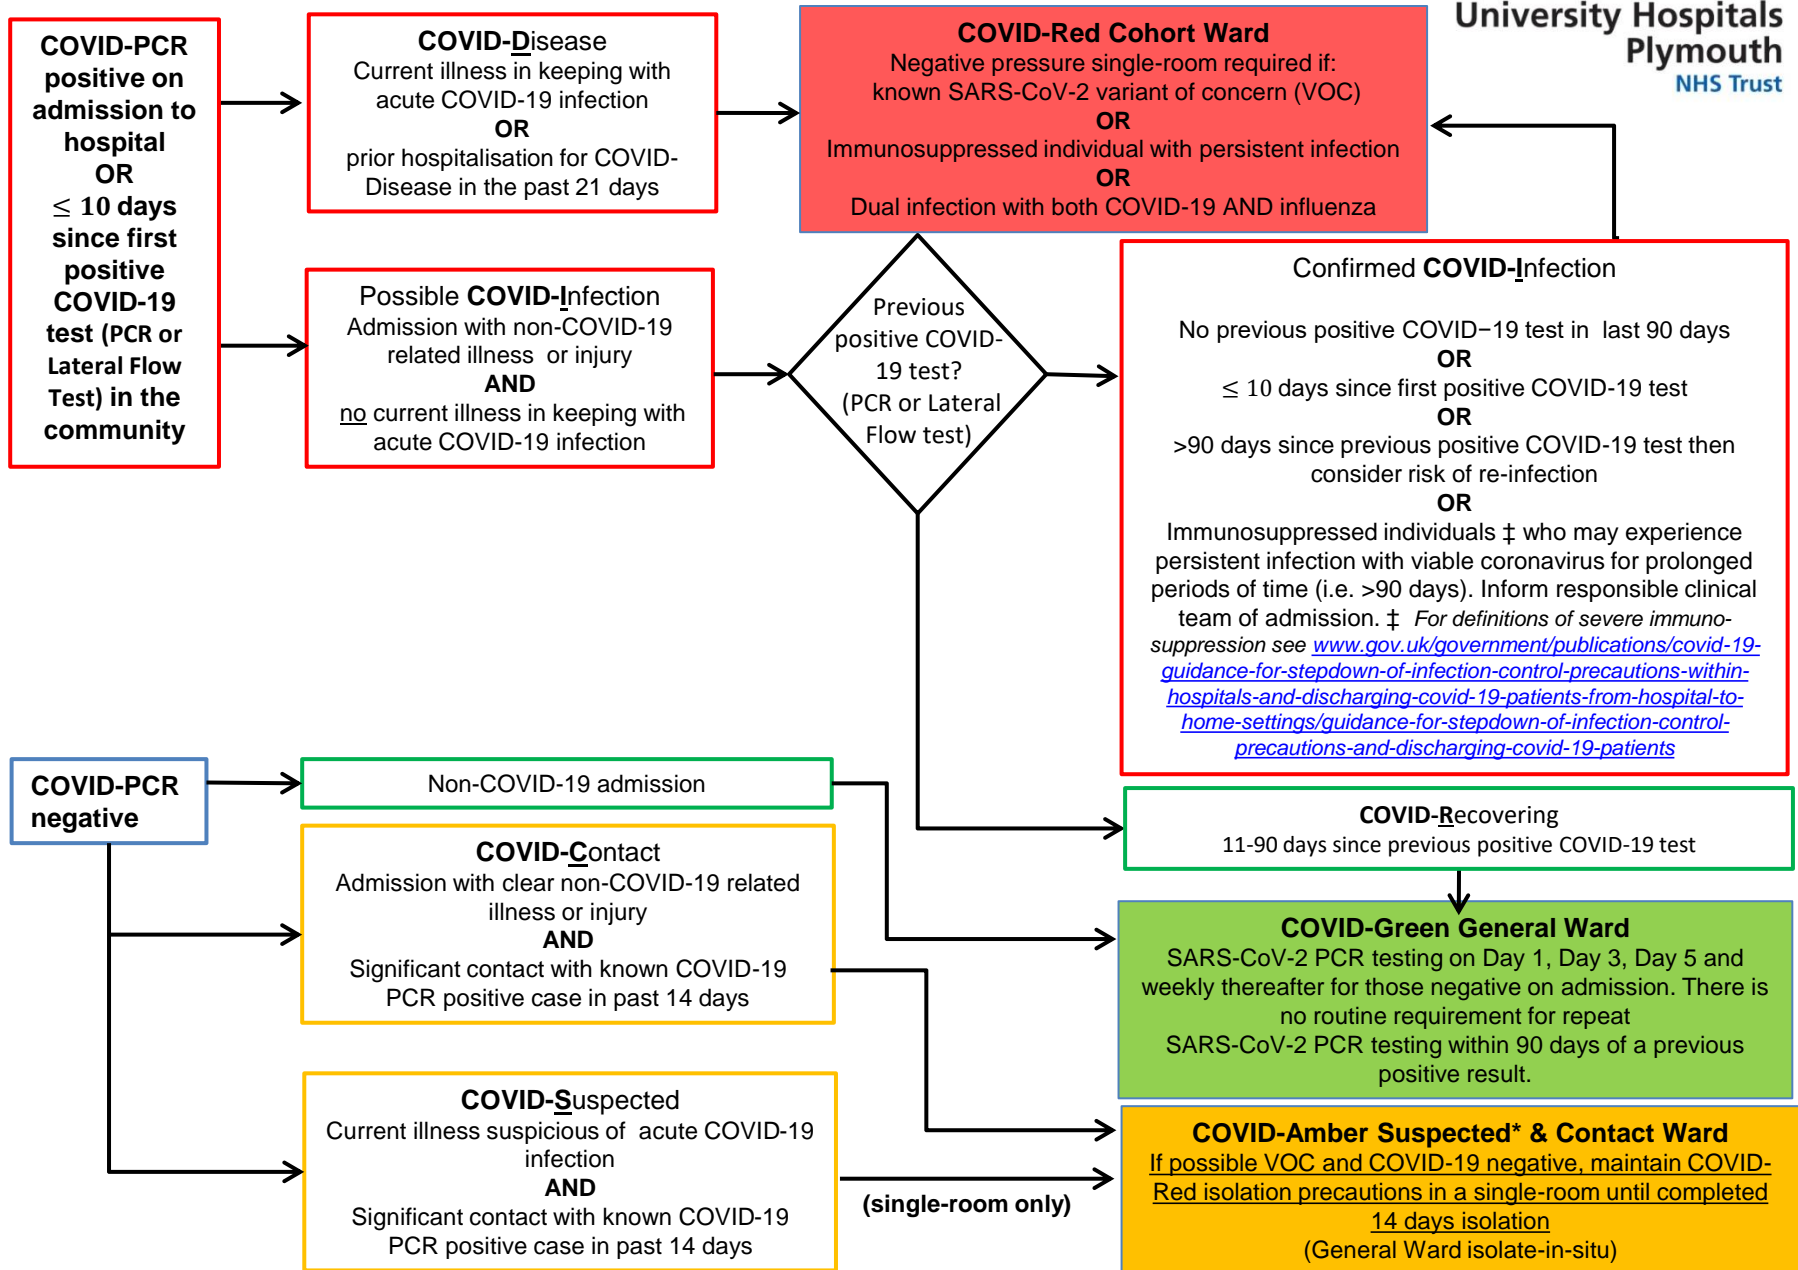 University Hospitals
Plymouth
NHS Trust
COVID-PCR
positive on
admission to
hospital
OR
≤ 10 days
since first
positive
COVID-19
test (PCR or
Lateral Flow
Test) in the
community
COVID-Disease
Current illness in keeping with
acute COVID-19 infection
OR
prior hospitalisation for COVID-
Disease in the past 21 days
COVID-Red Cohort Ward
Negative pressure single-room required if:
known SARS-CoV-2 variant of concern (VOC)
OR
Immunosuppressed individual with persistent infection
OR
Dual infection with both COVID-19 AND influenza
Possible COVID-Infection
Admission with non-COVID-19
related illness or injury
AND
no current illness in keeping with
acute COVID-19 infection
Previous
positive COVID-
19 test?
(PCR or Lateral
Flow test)
Confirmed COVID-Infection
No previous positive COVID−19 test in last 90 days
OR
≤ 10 days since first positive COVID-19 test
OR
>90 days since previous positive COVID-19 test then
consider risk of re-infection
OR
Immunosuppressed individuals ‡ who may experience
persistent infection with viable coronavirus for prolonged
periods of time (i.e. >90 days). Inform responsible clinical
team of admission. ‡ For definitions of severe immuno-
suppression see www.gov.uk/government/publications/covid-19-
guidance-for-stepdown-of-infection-control-precautions-within-
hospitals-and-discharging-covid-19-patients-from-hospital-to-
home-settings/guidance-for-stepdown-of-infection-control-
precautions-and-discharging-covid-19-patients
COVID-PCR
negative
Non-COVID-19 admission
COVID-Contact
Admission with clear non-COVID-19 related
illness or injury
AND
Significant contact with known COVID-19
PCR positive case in past 14 days
COVID-Suspected
Current illness suspicious of acute COVID-19
infection
AND
Significant contact with known COVID-19
PCR positive case in past 14 days
(single-room only)
COVID-Recovering
11-90 days since previous positive COVID-19 test
COVID-Green General Ward
SARS-CoV-2 PCR testing on Day 1, Day 3, Day 5 and
weekly thereafter for those negative on admission. There is
no routine requirement for repeat
SARS-CoV-2 PCR testing within 90 days of a previous
positive result.
COVID-Amber Suspected* & Contact Ward
If possible VOC and COVID-19 negative, maintain COVID-
Red isolation precautions in a single-room until completed
14 days isolation
(General Ward isolate-in-situ)